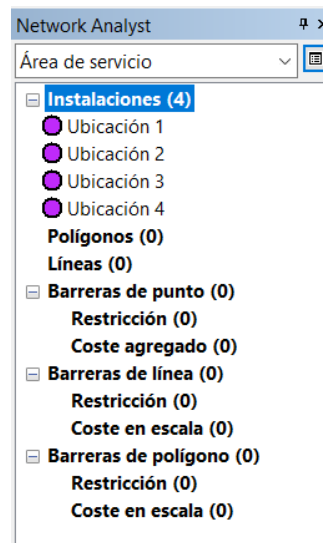 Network Analyst
Área de servicio
Instalaciones (4)
Ubicación 1
Ubicación 2
Ubicación 3
Ubicación 4
Polígonos (0)
Líneas (0)
Barreras de punto (0)
Restricción (0)
Coste agregado (0)
Barreras de línea (0)
Restricción (0)
Coste en escala (0)
Barreras de polígono (0)
Restricción (0)
Coste en escala (0)